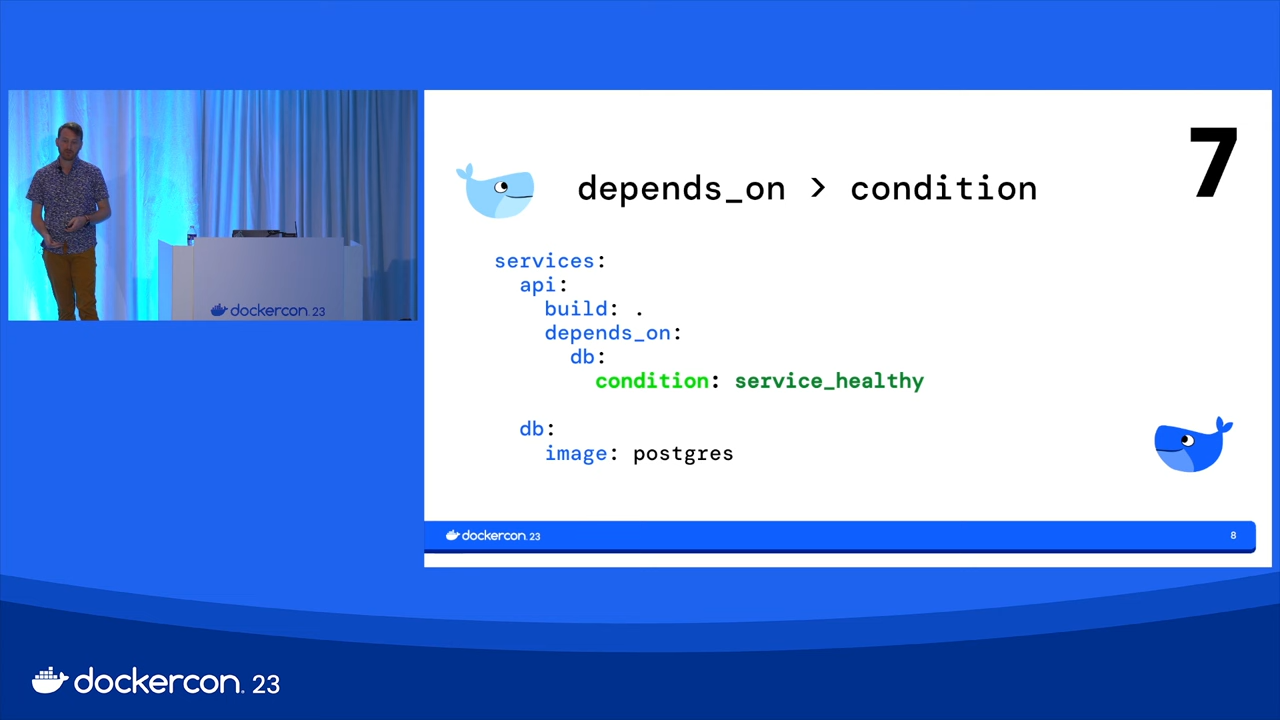 7
depends_on > condition
services:
  api:
    build: .
    depends_on:
      db:
        condition: service_healthy
  db:
    image: postgres
dockercon.23
8
dockercon 23
dockercon. 23